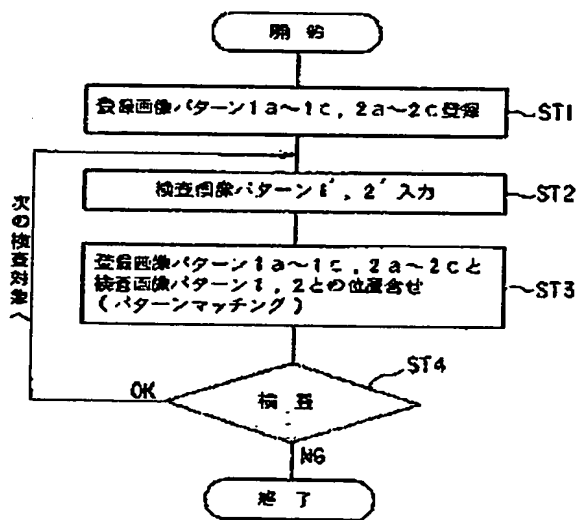 開始
登録画像パターン1a～1c，2a～2c登録
ST1
検査画像パターン1′，2′入力
ST2
登録画像パターン1a～1c，2a～2cと
検査画像パターン1，2との位置合せ
(パターンマッチング)
ST3
次の検査対象へ
ST4
OK
検査
NG
終了